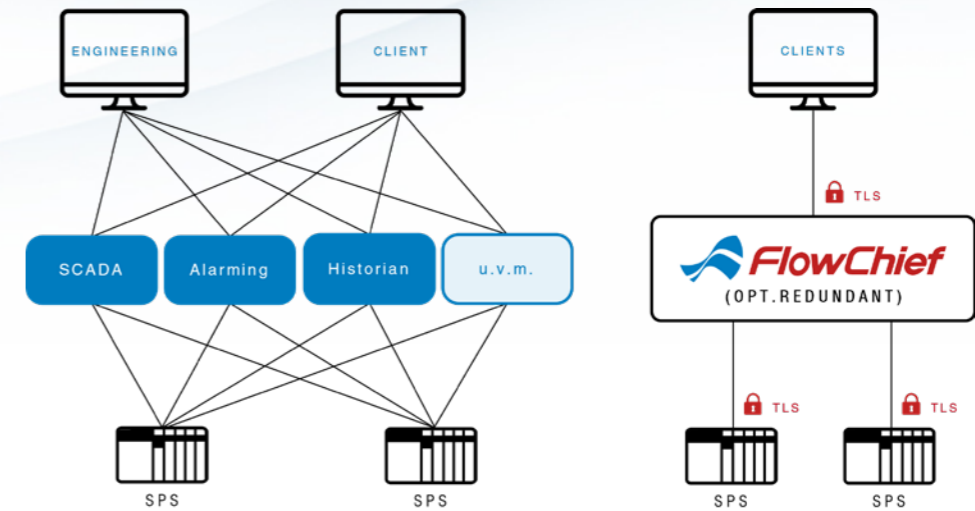 ENGINEERING
CLIENT
SCADA
Alarming
Historian
u.v.m.
SPS
SPS
CLIENTS
TLS
FlowChief
(OPT.REDUNDANT)
TLS
TLS
SPS
SPS